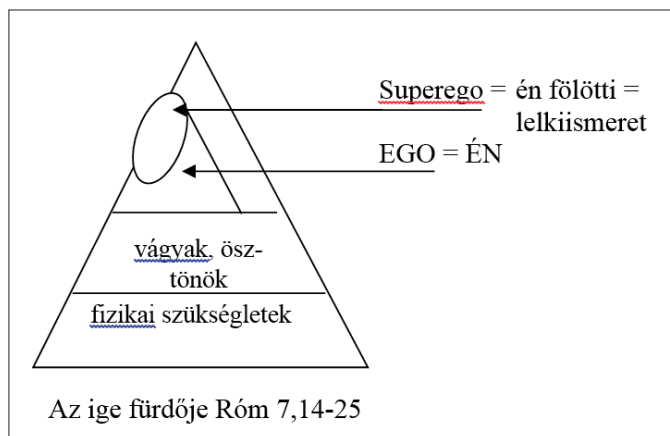 Superego = én fölötti =
lelkiismeret
EGO = ÉN
vágyak, ösz-
tönök
fizikai szükségletek
Az ige fürdője Róm 7,14-25